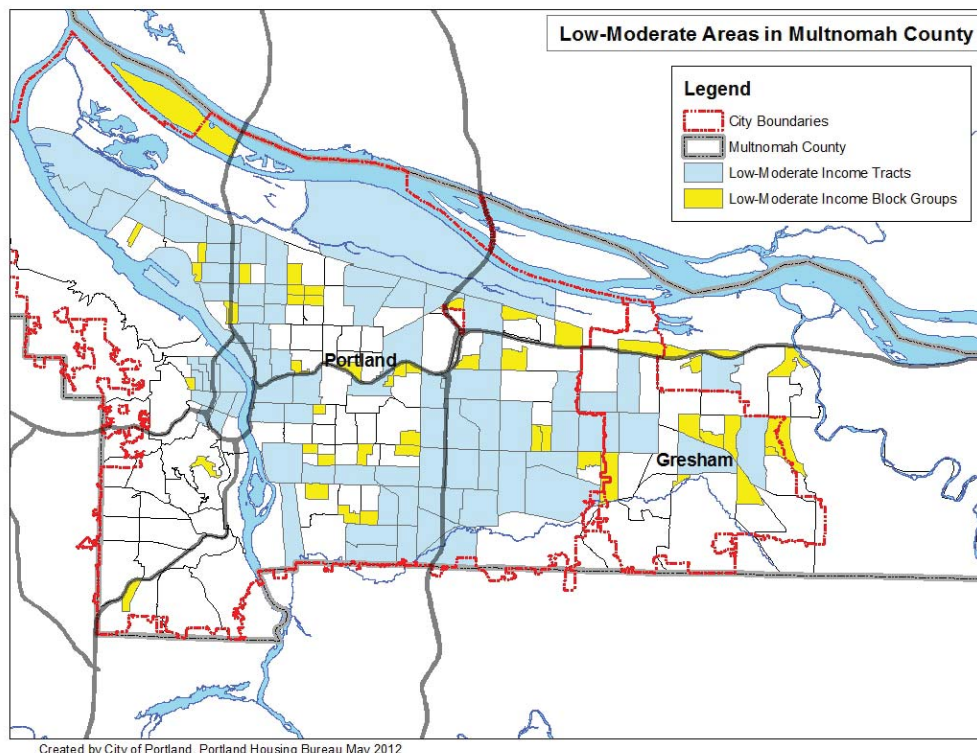 Low-Moderate Areas in Multnomah County
Legend
City Boundaries
Multnomah County
Low-Moderate Income Tracts
Low-Moderate Income Block Groups
Portland
Gresham
Created by City of Portland, Portland Housing Bureau May 2012